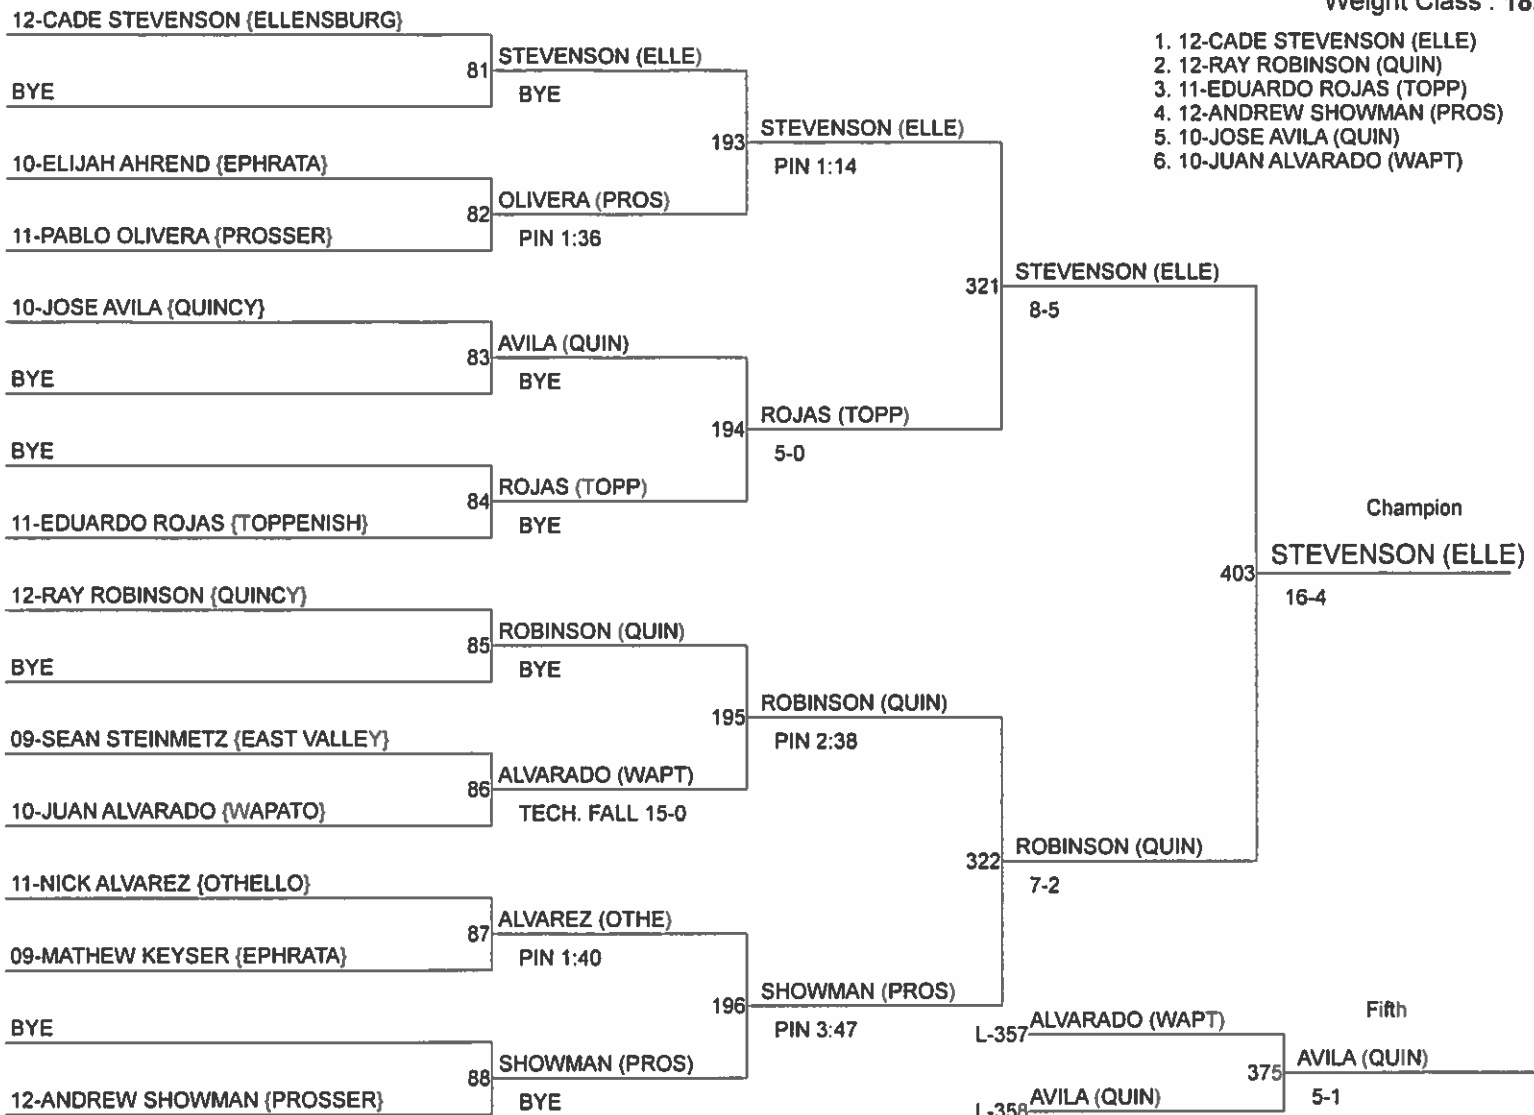 Weight Class : 18
1. 12-CADE STEVENSON (ELLE)
2. 12-RAY ROBINSON (QUIN)
3. 11-EDUARDO ROJAS (TOPP)
4. 12-ANDREW SHOWMAN (PROS)
5. 10-JOSE AVILA (QUIN)
6. 10-JUAN ALVARADO (WAPT)
12-CADE STEVENSON {ELLENSBURG}
BYE
10-ELIJAH AHREND {EPHRATA}
11-PABLO OLIVERA {PROSSER}
10-JOSE AVILA {QUINCY}
BYE
BYE
11-EDUARDO ROJAS {TOPPENISH}
12-RAY ROBINSON {QUINCY}
BYE
09-SEAN STEINMETZ {EAST VALLEY}
10-JUAN ALVARADO {WAPATO}
11-NICK ALVAREZ {OTHELLO}
09-MATHEW KEYSER {EPHRATA}
BYE
12-ANDREW SHOWMAN {PROSSER}
81 STEVENSON (ELLE)
BYE
82 OLIVERA (PROS)
PIN 1:36
83 AVILA (QUIN)
BYE
84 ROJAS (TOPP)
BYE
85 ROBINSON (QUIN)
BYE
86 ALVARADO (WAPT)
TECH. FALL 15-0
87 ALVAREZ (OTHE)
PIN 1:40
88 SHOWMAN (PROS)
BYE
193 STEVENSON (ELLE)
PIN 1:14
194 ROJAS (TOPP)
5-0
195 ROBINSON (QUIN)
PIN 2:38
196 SHOWMAN (PROS)
PIN 3:47
321 STEVENSON (ELLE)
8-5
322 ROBINSON (QUIN)
7-2
Champion
403 STEVENSON (ELLE)
16-4
Fifth
L-357 ALVARADO (WAPT)
L-358 AVILA (QUIN)
375 AVILA (QUIN)
5-1